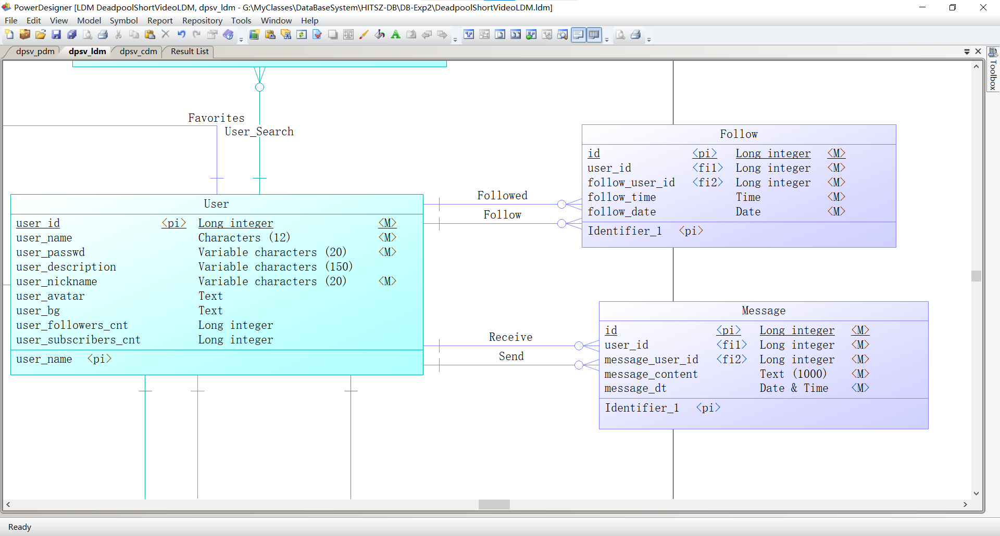 PowerDesigner [LDM DeadpoolShortVideoLDM, dpsv_ldm - G:\MyClasses\DataBaseSystem\HITSZ-DB\DB-Exp2\DeadpoolShortVideoLDM.ldm]
File Edit View Model Symbol Report Repository Tools Window Help
dpsv_pdm dpsv_ldm dpsv_cdm Result List
Toolbox
Favorites
User_Search
User
user_id <pi> Long integer <M>
user_name Characters (12) <M>
user_passwd Variable characters (20) <M>
user_description Variable characters (150)
user_nickname Variable characters (20) <M>
user_avatar Text
user_bg Text
user_followers_cnt Long integer
user_subscribers_cnt Long integer
user_name <pi>
Followed
Follow
Follow
id <pi> Long integer <M>
user_id <fi1> Long integer <M>
follow_user_id <fi2> Long integer <M>
follow_time Time <M>
follow_date Date <M>
Identifier_1 <pi>
Receive
Send
Message
id <pi> Long integer <M>
user_id <fi1> Long integer <M>
message_user_id <fi2> Long integer <M>
message_content Text (1000) <M>
message_dt Date & Time <M>
Identifier_1 <pi>
Ready